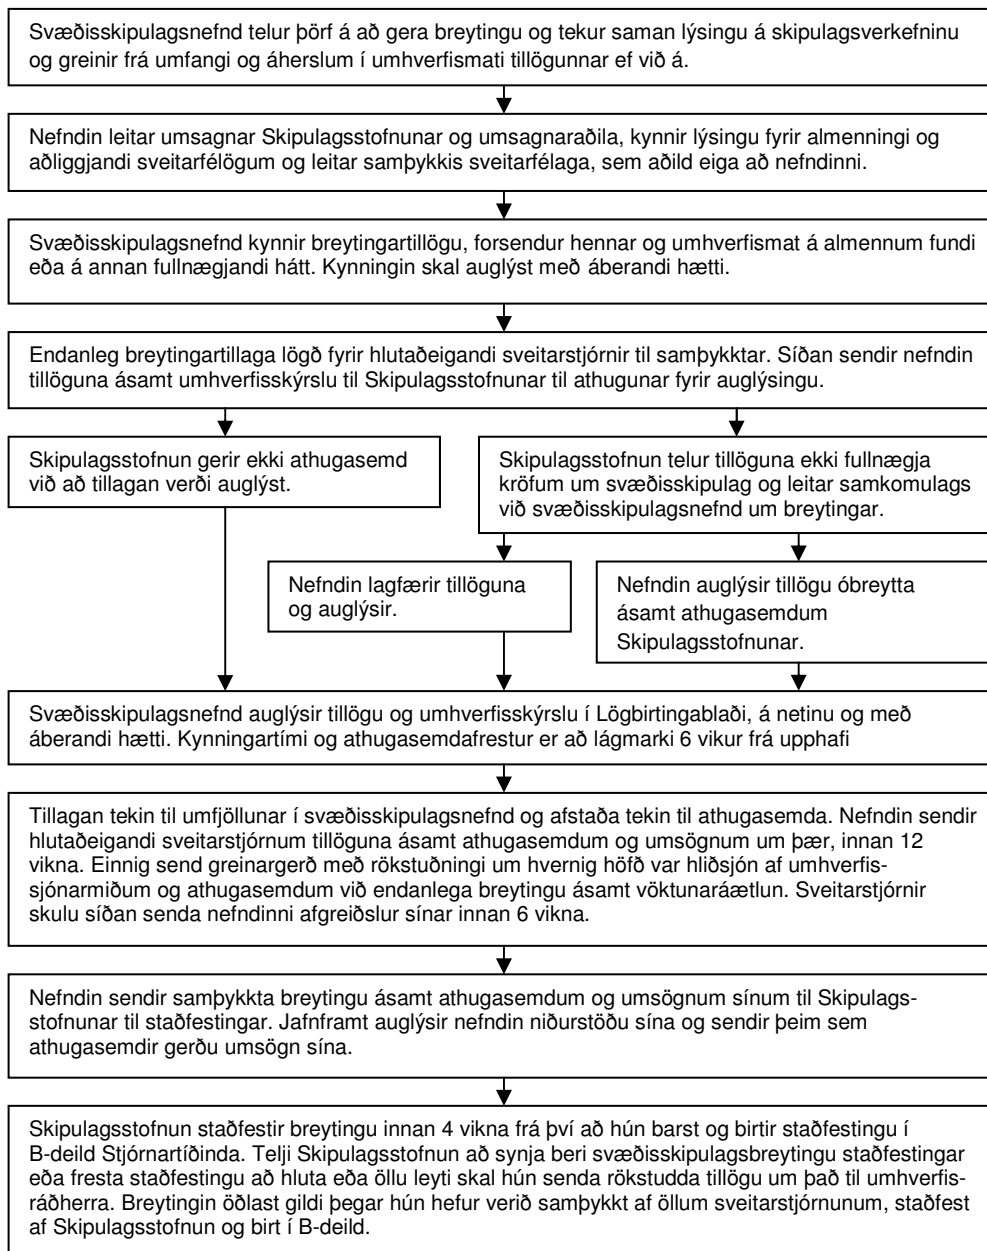 Svæðisskipulagsnefnd telur þörf á að gera breytingu og tekur saman lýsingu á skipulagsverkefninu
og greinir frá umfangi og áherslum í umhverfismati tillögunnar ef við á.
Nefndin leitar umsagnar Skipulagsstofnunar og umsagnaraðila, kynnir lýsingu fyrir almenningi og
aðliggjandi sveitarfélögum og leitar samþykkis sveitarfélaga, sem aðild eiga að nefndinni.
Svæðisskipulagsnefnd kynnir breytingartillögu, forsendur hennar og umhverfismat á almennum fundi
eða á annan fullnægjandi hátt. Kynningin skal auglýst með áberandi hætti.
Endanleg breytingartillaga lögð fyrir hlutaðeigandi sveitarstjórnir til samþykktar. Síðan sendir nefndin
tillöguna ásamt umhverfisskýrslu til Skipulagsstofnunar til athugunar fyrir auglýsingu.
Skipulagsstofnun gerir ekki athugasemd
við að tillagan verði auglýst.
Skipulagsstofnun telur tillöguna ekki fullnægja
kröfum um svæðisskipulag og leitar samkomulags
við svæðisskipulagsnefnd um breytingar.
Nefndin lagfærir tillöguna
og auglýsir.
Nefndin auglýsir tillögu óbreytta
ásamt athugasemdum
Skipulagsstofnunar.
Svæðisskipulagsnefnd auglýsir tillögu og umhverfisskýrslu í Lögbirtingablaði, á netinu og með
áberandi hætti. Kynningartími og athugasemdafrestur er að lágmarki 6 vikur frá upphafi
Tillagan tekin til umfjöllunar í svæðisskipulagsnefnd og afstaða tekin til athugasemda. Nefndin sendir
hlutaðeigandi sveitarstjórnum tillöguna ásamt athugasemdum og umsögnum um þær, innan 12
vikna. Einnig send greinargerð með rökstuðningi um hvernig höfð var hliðsjón af umhverfis-
sjónarmiðum og athugasemdum við endanlega breytingu ásamt vöktunaráætlun. Sveitarstjórnir
skulu síðan senda nefndinni afgreiðslur sínar innan 6 vikna.
Nefndin sendir samþykkta breytingu ásamt athugasemdum og umsögnum sínum til Skipulags-
stofnunar til staðfestingar. Jafnframt auglýsir nefndin niðurstöðu sína og sendir þeim sem
athugasemdir gerðu umsögn sína.
Skipulagsstofnun staðfestir breytingu innan 4 vikna frá því að hún barst og birtir staðfestingu í
B-deild Stjórnartíðinda. Telji Skipulagsstofnun að synja beri svæðisskipulagsbreytingu staðfestingar
eða fresta staðfestingu að hluta eða öllu leyti skal hún senda rökstudda tillögu um það til umhverfis-
ráðherra. Breytingin öðlast gildi þegar hún hefur verið samþykkt af öllum sveitarstjórnunum, staðfest
af Skipulagsstofnun og birt í B-deild.